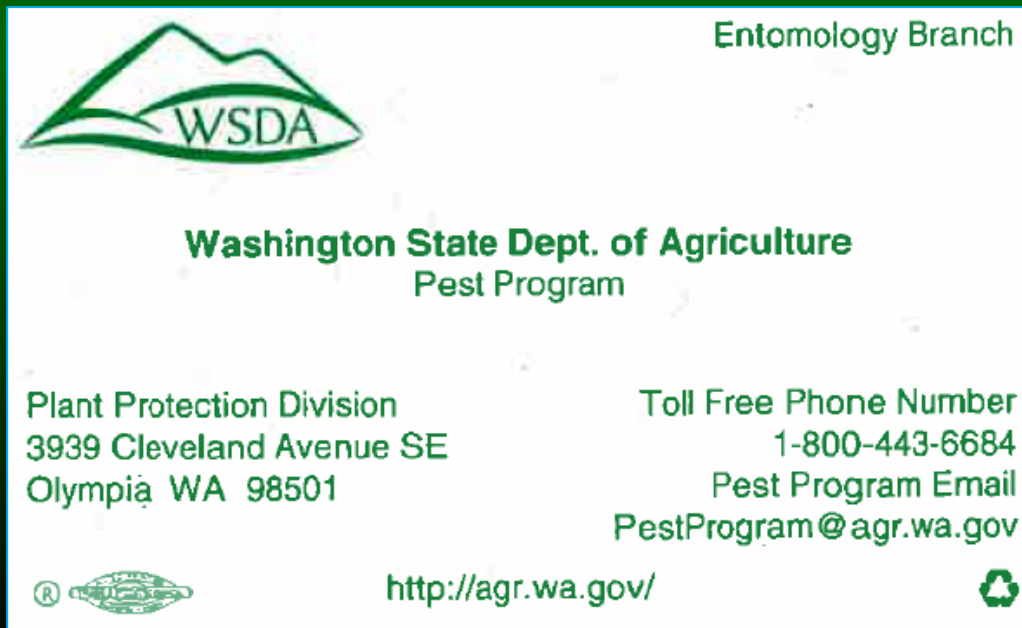 Entomology Branch
WSDA
Washington State Dept. of Agriculture
Pest Program
Plant Protection Division
3939 Cleveland Avenue SE
Olympia WA 98501
Toll Free Phone Number
1-800-443-6684
Pest Program Email
PestProgram@agr.wa.gov
®
http://agr.wa.gov/